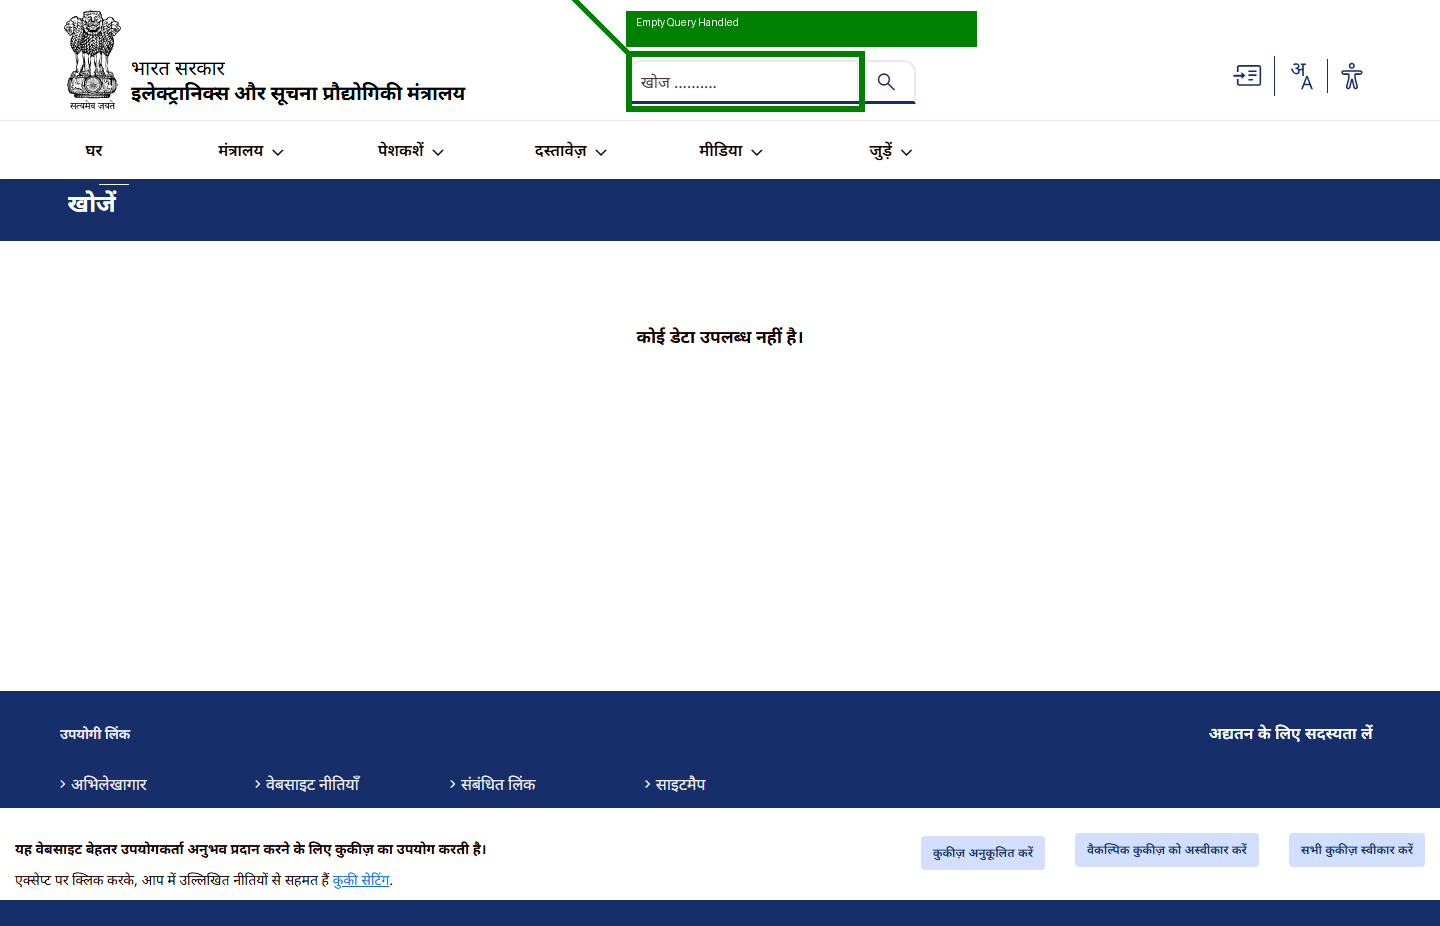 Empty Query Handled
सत्यमेव जयते
भारत सरकार
इलेक्ट्रानिक्स और सूचना प्रौद्योगिकी मंत्रालय
खोज ..........
अ
A
घर
मंत्रालय
पेशकशें
दस्तावेज़
मीडिया
जुड़ें
खोजें
कोई डेटा उपलब्ध नहीं है।
उपयोगी लिंक
अद्यतन के लिए सदस्यता लें
अभिलेखागार
वेबसाइट नीतियाँ
संबंधित लिंक
साइटमैप
यह वेबसाइट बेहतर उपयोगकर्ता अनुभव प्रदान करने के लिए कुकीज़ का उपयोग करती है।
एक्सेप्ट पर क्लिक करके, आप में उल्लिखित नीतियों से सहमत हैं कुकी सेटिंग.
कुकीज़ अनुकूलित करें
वैकल्पिक कुकीज़ को अस्वीकार करें
सभी कुकीज़ स्वीकार करें